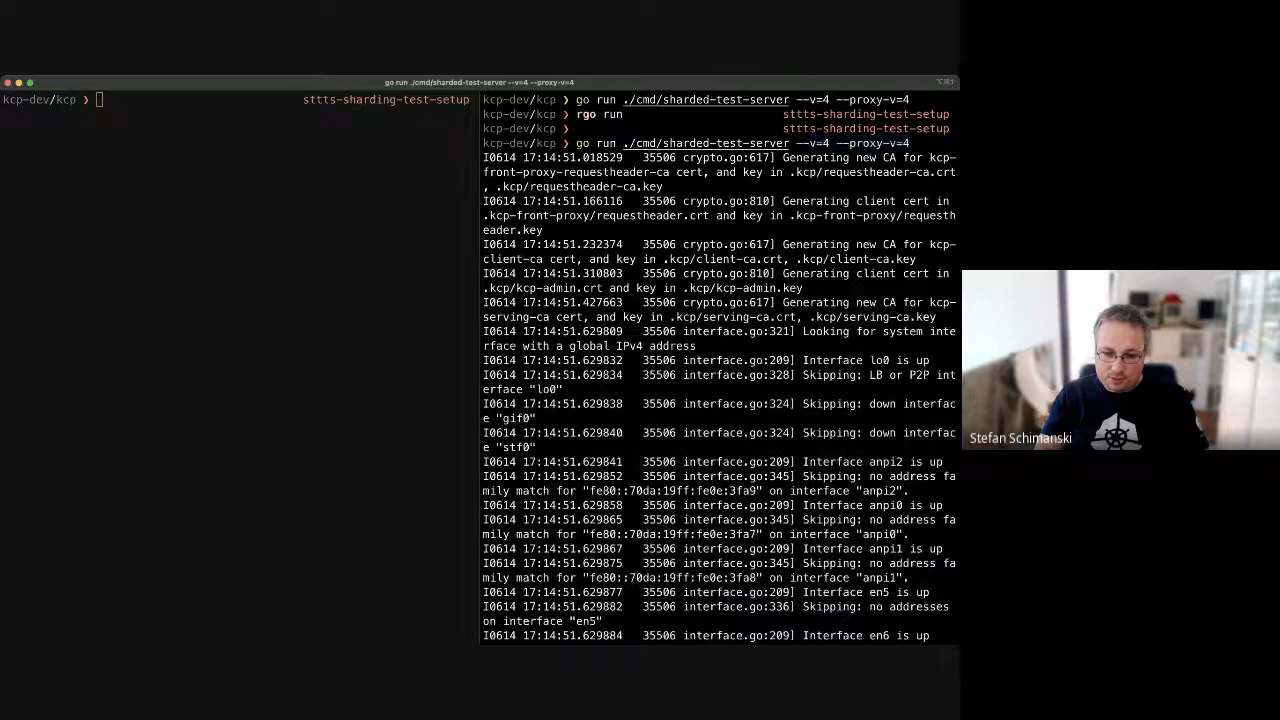 go run ./cmd/sharded-test-server --v=4 --proxy-v=4
⌥⌘1
kcp-dev/kcp ❯
sttts-sharding-test-setup
kcp-dev/kcp ❯ go run ./cmd/sharded-test-server --v=4 --proxy-v=4
kcp-dev/kcp ❯ rgo run sttts-sharding-test-setup
kcp-dev/kcp ❯ sttts-sharding-test-setup
kcp-dev/kcp ❯ go run ./cmd/sharded-test-server --v=4 --proxy-v=4
I0614 17:14:51.018529 35506 crypto.go:617] Generating new CA for kcp-
front-proxy-requestheader-ca cert, and key in .kcp/requestheader-ca.crt
, .kcp/requestheader-ca.key
I0614 17:14:51.166116 35506 crypto.go:810] Generating client cert in
.kcp-front-proxy/requestheader.crt and key in .kcp-front-proxy/requesth
eader.key
I0614 17:14:51.232374 35506 crypto.go:617] Generating new CA for kcp-
client-ca cert, and key in .kcp/client-ca.crt, .kcp/client-ca.key
I0614 17:14:51.310803 35506 crypto.go:810] Generating client cert in
.kcp/kcp-admin.crt and key in .kcp/kcp-admin.key
I0614 17:14:51.427663 35506 crypto.go:617] Generating new CA for kcp-
serving-ca cert, and key in .kcp/serving-ca.crt, .kcp/serving-ca.key
I0614 17:14:51.629809 35506 interface.go:321] Looking for system inte
rface with a global IPv4 address
I0614 17:14:51.629832 35506 interface.go:209] Interface lo0 is up
I0614 17:14:51.629834 35506 interface.go:328] Skipping: LB or P2P int
erface "lo0"
I0614 17:14:51.629838 35506 interface.go:324] Skipping: down interfac
e "gif0"
I0614 17:14:51.629840 35506 interface.go:324] Skipping: down interfac
e "stf0"
I0614 17:14:51.629841 35506 interface.go:209] Interface anpi2 is up
I0614 17:14:51.629852 35506 interface.go:345] Skipping: no address fa
mily match for "fe80::70da:19ff:fe0e:3fa9" on interface "anpi2".
I0614 17:14:51.629858 35506 interface.go:209] Interface anpi0 is up
I0614 17:14:51.629865 35506 interface.go:345] Skipping: no address fa
mily match for "fe80::70da:19ff:fe0e:3fa7" on interface "anpi0".
I0614 17:14:51.629867 35506 interface.go:209] Interface anpi1 is up
I0614 17:14:51.629875 35506 interface.go:345] Skipping: no address fa
mily match for "fe80::70da:19ff:fe0e:3fa8" on interface "anpi1".
I0614 17:14:51.629877 35506 interface.go:209] Interface en5 is up
I0614 17:14:51.629882 35506 interface.go:336] Skipping: no addresses
on interface "en5"
I0614 17:14:51.629884 35506 interface.go:209] Interface en6 is up
Stefan Schimanski